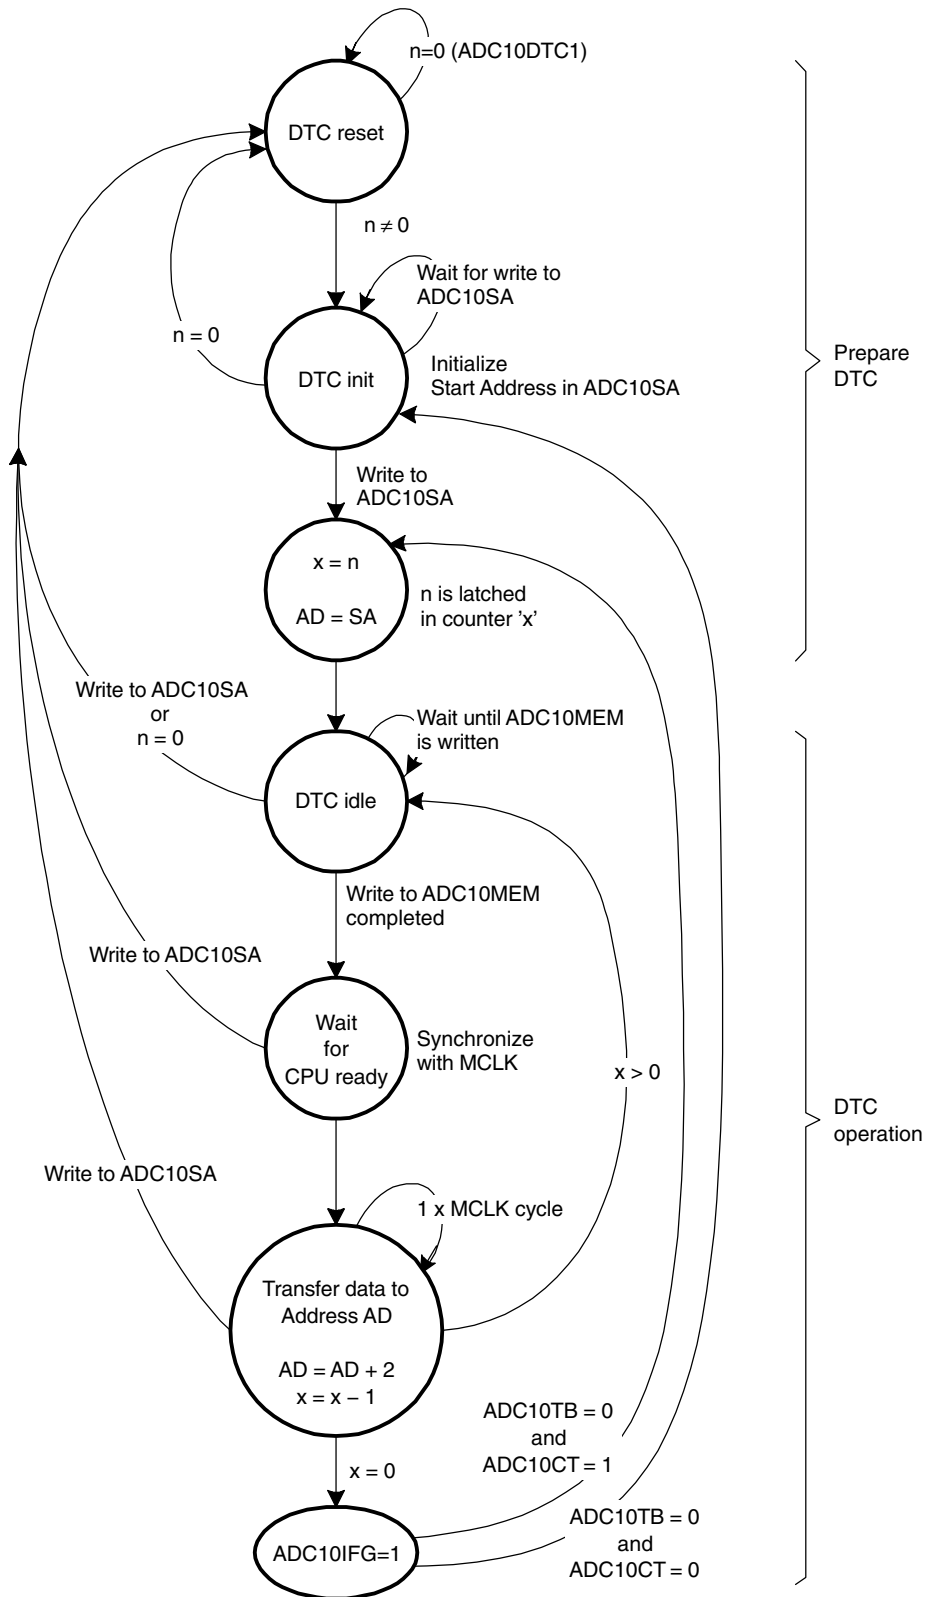 n=0 (ADC10DTC1)
DTC reset
n ≠ 0
Wait for write to
ADC10SA
n = 0
DTC init
Initialize
Start Address in ADC10SA
Prepare
DTC
Write to
ADC10SA
x = n
AD = SA
n is latched
in counter ’x’
Write to ADC10SA
or
n = 0
Wait until ADC10MEM
is written
DTC idle
Write to ADC10MEM
completed
Write to ADC10SA
Wait
for
CPU ready
Synchronize
with MCLK
x > 0
DTC
operation
Write to ADC10SA
1 x MCLK cycle
Transfer data to
Address AD
AD = AD + 2
x = x – 1
ADC10TB = 0
and
ADC10CT = 1
x = 0
ADC10IFG=1
ADC10TB = 0
and
ADC10CT = 0